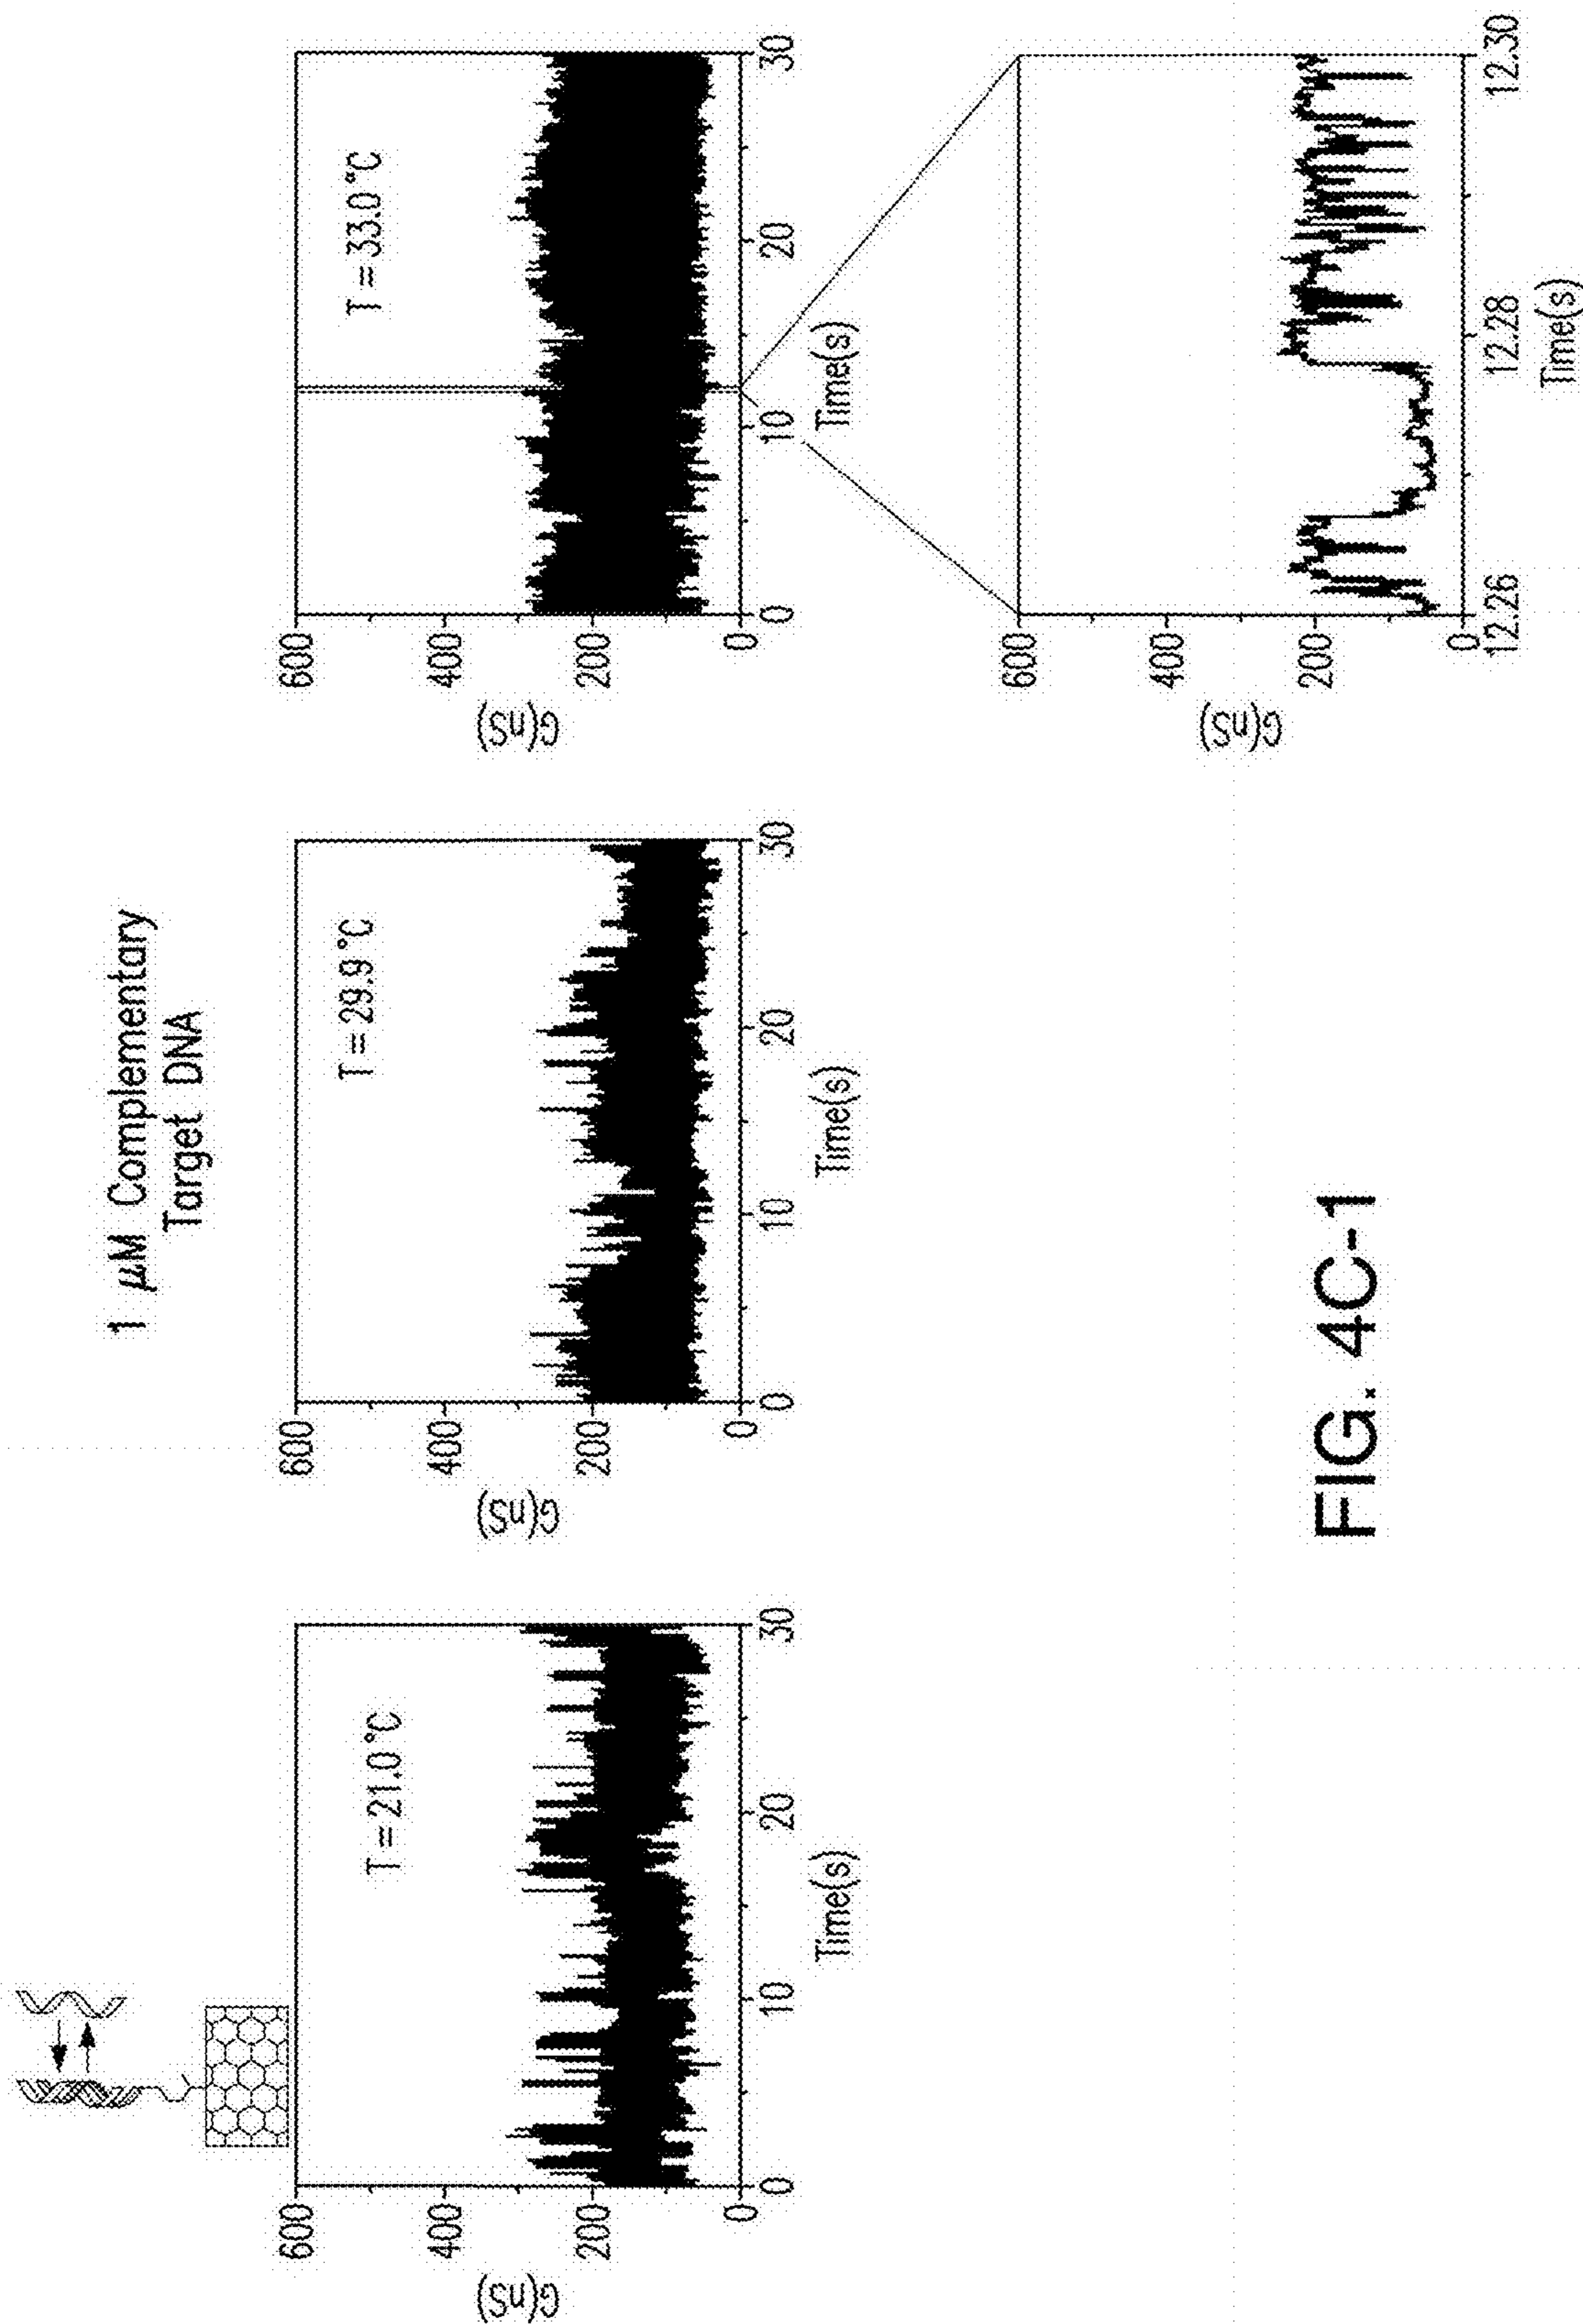 1 μM Complementary
Target DNA
600
400
200
0
G(nS)
T = 21.0 °C
0
10
20
30
Time(s)
600
400
200
0
G(nS)
T = 29.9 °C
0
10
20
30
Time(s)
600
400
200
0
G(nS)
T = 33.0 °C
0
10
20
30
Time(s)
600
400
200
0
G(nS)
12.26
12.28
12.30
Time(s)
FIG. 4C-1